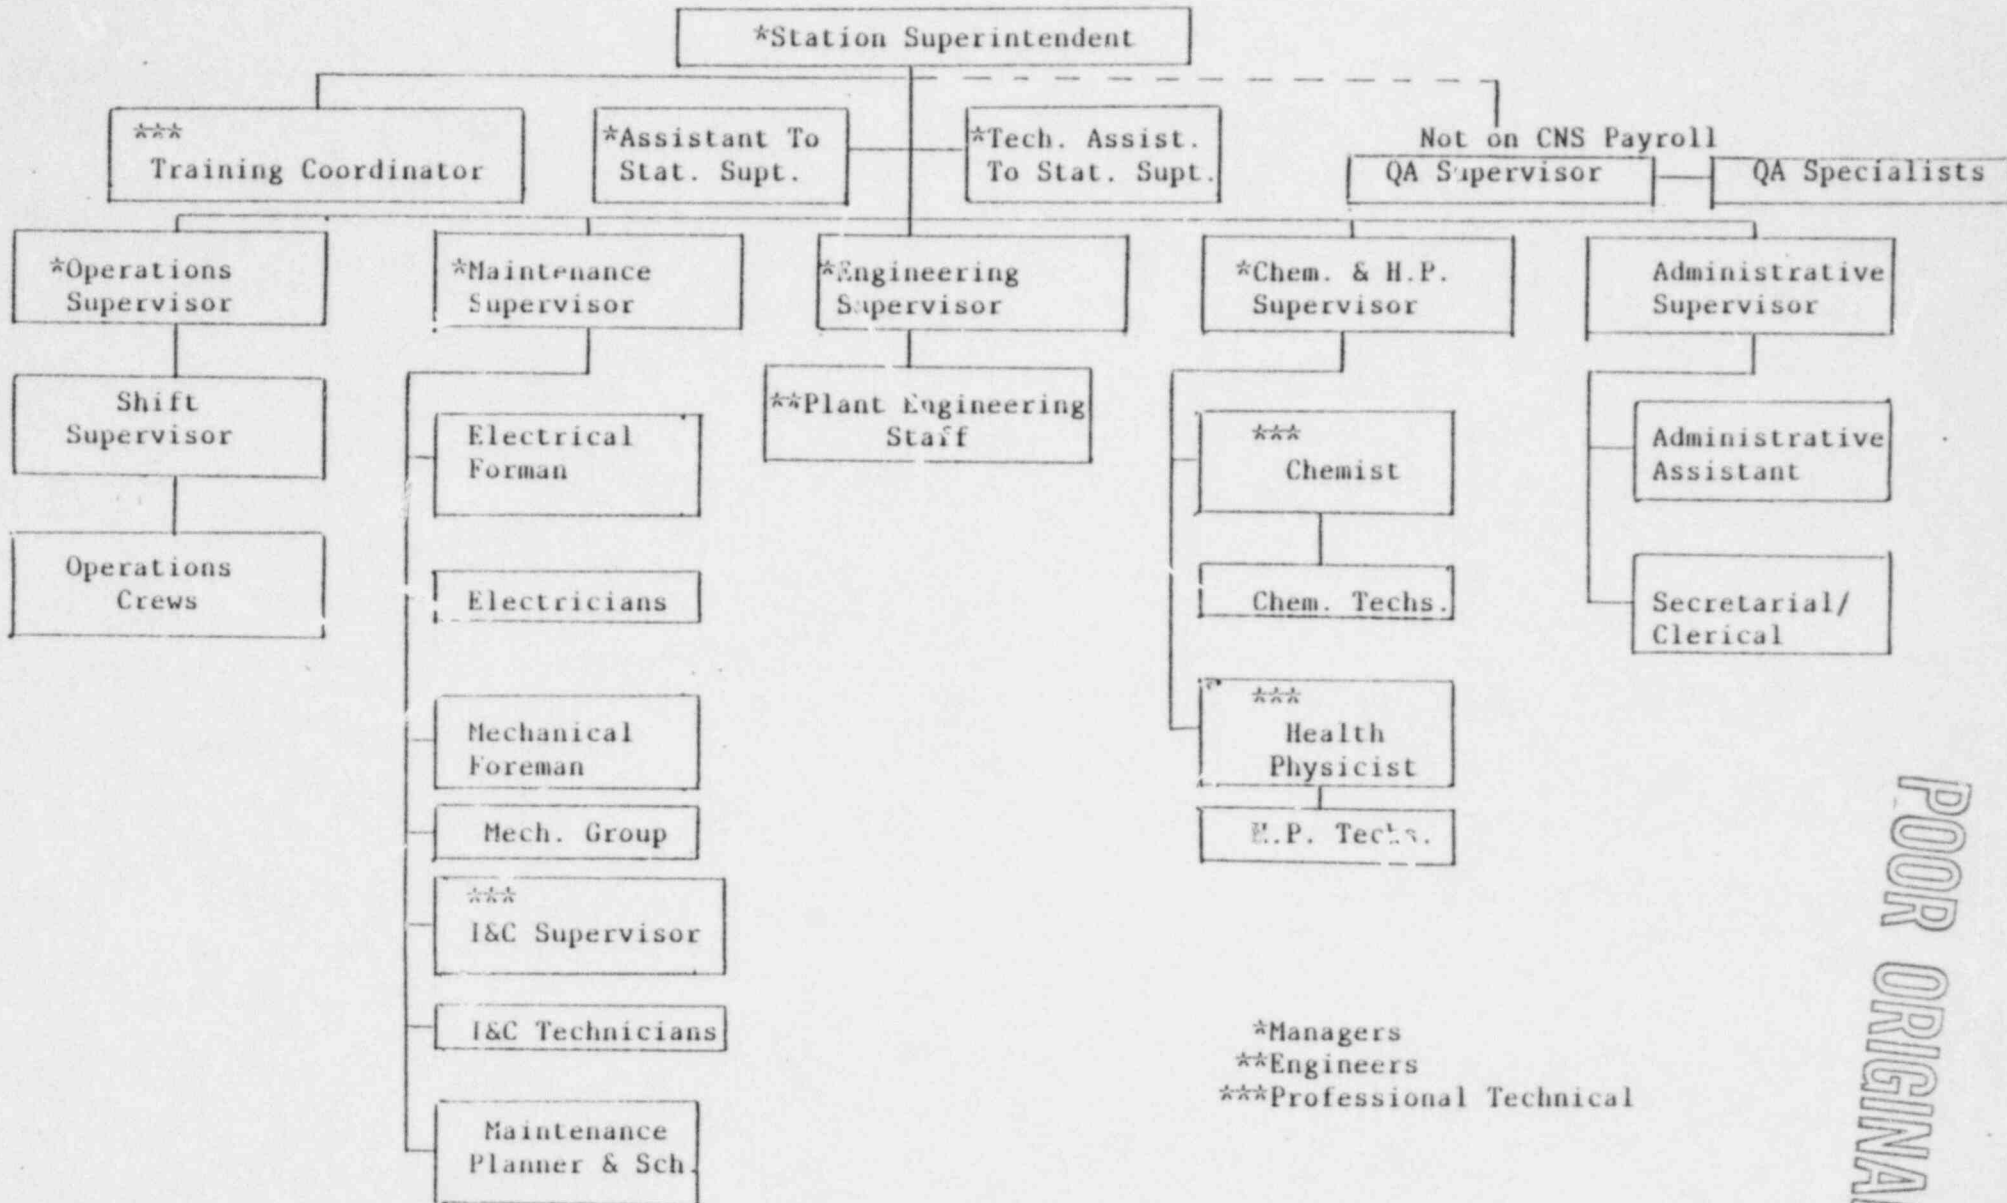 *Station Superintendent
***
Training Coordinator
*Assistant To
Stat. Supt.
*Tech. Assist.
To Stat. Supt.
Not on CNS Payroll
QA Supervisor
QA Specialists
*Operations
Supervisor
*Maintenance
Supervisor
*Engineering
Supervisor
*Chem. & H.P.
Supervisor
Administrative
Supervisor
Shift
Supervisor
Operations
Crews
Electrical
Forman
Electricians
Mechanical
Foreman
Mech. Group
***
I&C Supervisor
I&C Technicians
Maintenance
Planner & Sch.
**Plant Engineering
Staff
***
Chemist
Chem. Techs.
***
Health
Physicist
H.P. Techs.
Administrative
Assistant
Secretarial/
Clerical
*Managers
**Engineers
***Professional Technical
POOR ORIGINA